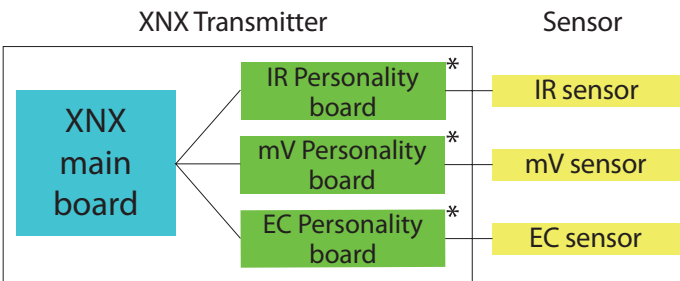 XNX Transmitter
Sensor
XNX
main
board
IR Personality
board
*
IR sensor
mV Personality
board
*
mV sensor
EC Personality
board
*
EC sensor